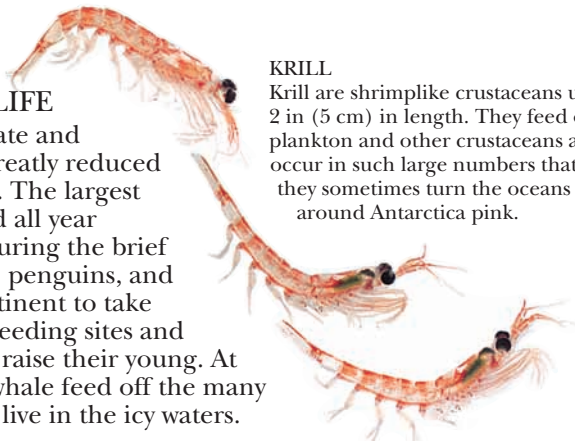 LIFE
ate and
reatly reduced
. The largest
d all year
uring the brief
, penguins, and
tinent to take
eeding sites and
raise their young. At
whale feed off the many
live in the icy waters.
KRILL
Krill are shrimplike crustaceans u
2 in (5 cm) in length. They feed
plankton and other crustaceans a
occur in such large numbers that
they sometimes turn the oceans
around Antarctica pink.